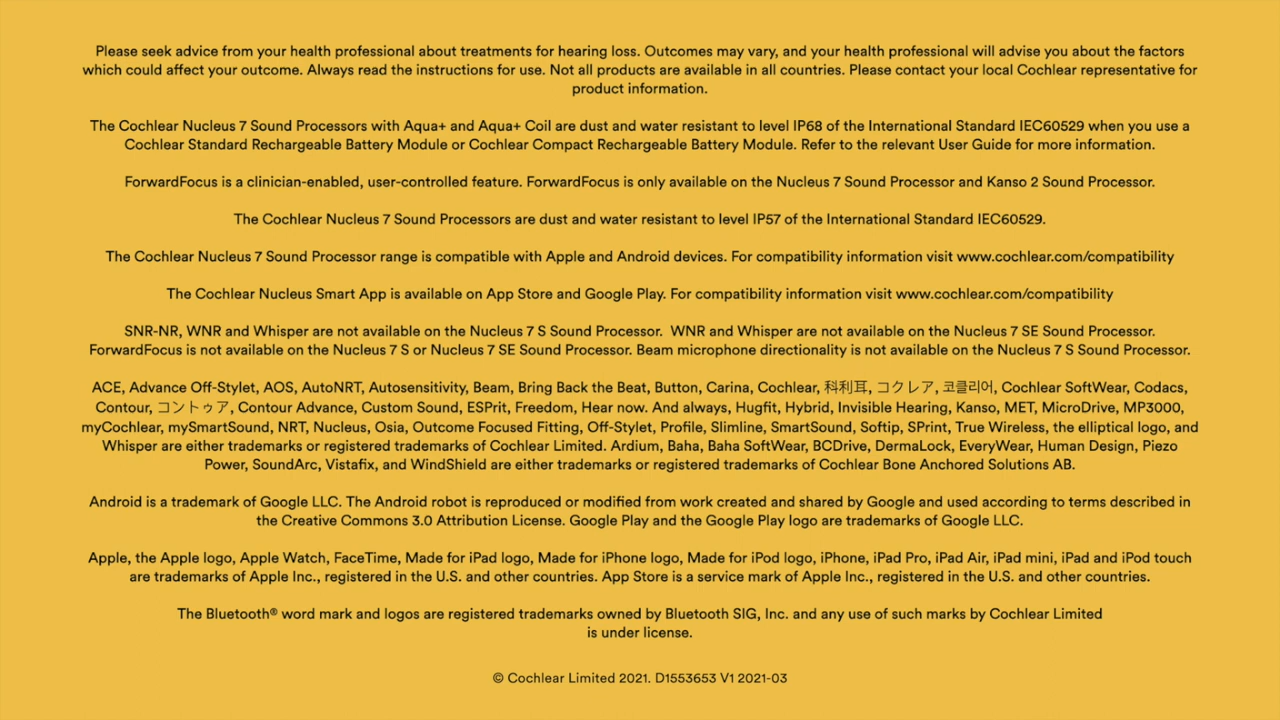 Please seek advice from your health professional about treatments for hearing loss. Outcomes may vary, and your health professional will advise you about the factors
which could affect your outcome. Always read the instructions for use. Not all products are available in all countries. Please contact your local Cochlear representative for
product information.
The Cochlear Nucleus 7 Sound Processors with Aqua+ and Aqua+ Coil are dust and water resistant to level IP68 of the International Standard IEC60529 when you use a
Cochlear Standard Rechargeable Battery Module or Cochlear Compact Rechargeable Battery Module. Refer to the relevant User Guide for more information.
ForwardFocus is a clinician-enabled, user-controlled feature. ForwardFocus is only available on the Nucleus 7 Sound Processor and Kanso 2 Sound Processor.
The Cochlear Nucleus 7 Sound Processors are dust and water resistant to level IP57 of the International Standard IEC60529.
The Cochlear Nucleus 7 Sound Processor range is compatible with Apple and Android devices. For compatibility information visit www.cochlear.com/compatibility
The Cochlear Nucleus Smart App is available on App Store and Google Play. For compatibility information visit www.cochlear.com/compatibility
SNR-NR, WNR and Whisper are not available on the Nucleus 7 S Sound Processor. WNR and Whisper are not available on the Nucleus 7 SE Sound Processor.
ForwardFocus is not available on the Nucleus 7 S or Nucleus 7 SE Sound Processor. Beam microphone directionality is not available on the Nucleus 7 S Sound Processor.
ACE, Advance Off-Stylet, AOS, AutoNRT, Autosensitivity, Beam, Bring Back the Beat, Button, Carina, Cochlear, 科利耳, コクレア, 코클리어, Cochlear SoftWear, Codacs,
Contour, コントゥア, Contour Advance, Custom Sound, ESPrit, Freedom, Hear now. And always, Hugfit, Hybrid, Invisible Hearing, Kanso, MET, MicroDrive, MP3000,
myCochlear, mySmartSound, NRT, Nucleus, Osia, Outcome Focused Fitting, Off-Stylet, Profile, Slimline, SmartSound, Softip, SPrint, True Wireless, the elliptical logo, and
Whisper are either trademarks or registered trademarks of Cochlear Limited. Ardium, Baha, Baha SoftWear, BCDrive, DermaLock, EveryWear, Human Design, Piezo
Power, SoundArc, Vistafix, and WindShield are either trademarks or registered trademarks of Cochlear Bone Anchored Solutions AB.
Android is a trademark of Google LLC. The Android robot is reproduced or modified from work created and shared by Google and used according to terms described in
the Creative Commons 3.0 Attribution License. Google Play and the Google Play logo are trademarks of Google LLC.
Apple, the Apple logo, Apple Watch, FaceTime, Made for iPad logo, Made for iPhone logo, Made for iPod logo, iPhone, iPad Pro, iPad Air, iPad mini, iPad and iPod touch
are trademarks of Apple Inc., registered in the U.S. and other countries. App Store is a service mark of Apple Inc., registered in the U.S. and other countries.
The Bluetooth® word mark and logos are registered trademarks owned by Bluetooth SIG, Inc. and any use of such marks by Cochlear Limited
is under license.
© Cochlear Limited 2021. D1553653 V1 2021-03